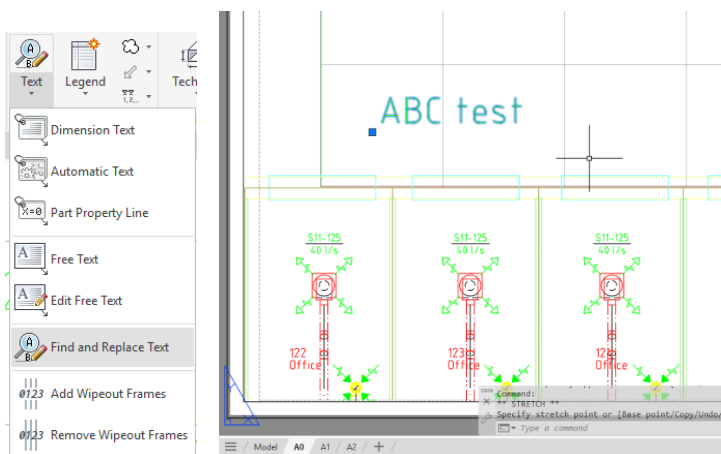 Text
Legend
Tech
Dimension Text
Automatic Text
X=0
Part Property Line
Free Text
Edit Free Text
Find and Replace Text
0123 Add Wipeout Frames
0123 Remove Wipeout Frames
ABC test
S11-125
40 l/s
S11-125
40 l/s
S11-125
40 l/s
122
Office
123
Office
Office
Command:
** STRETCH **
Specify stretch point or [Base point/Copy/Undo/
Type a command
Model A0 A1 A2 +